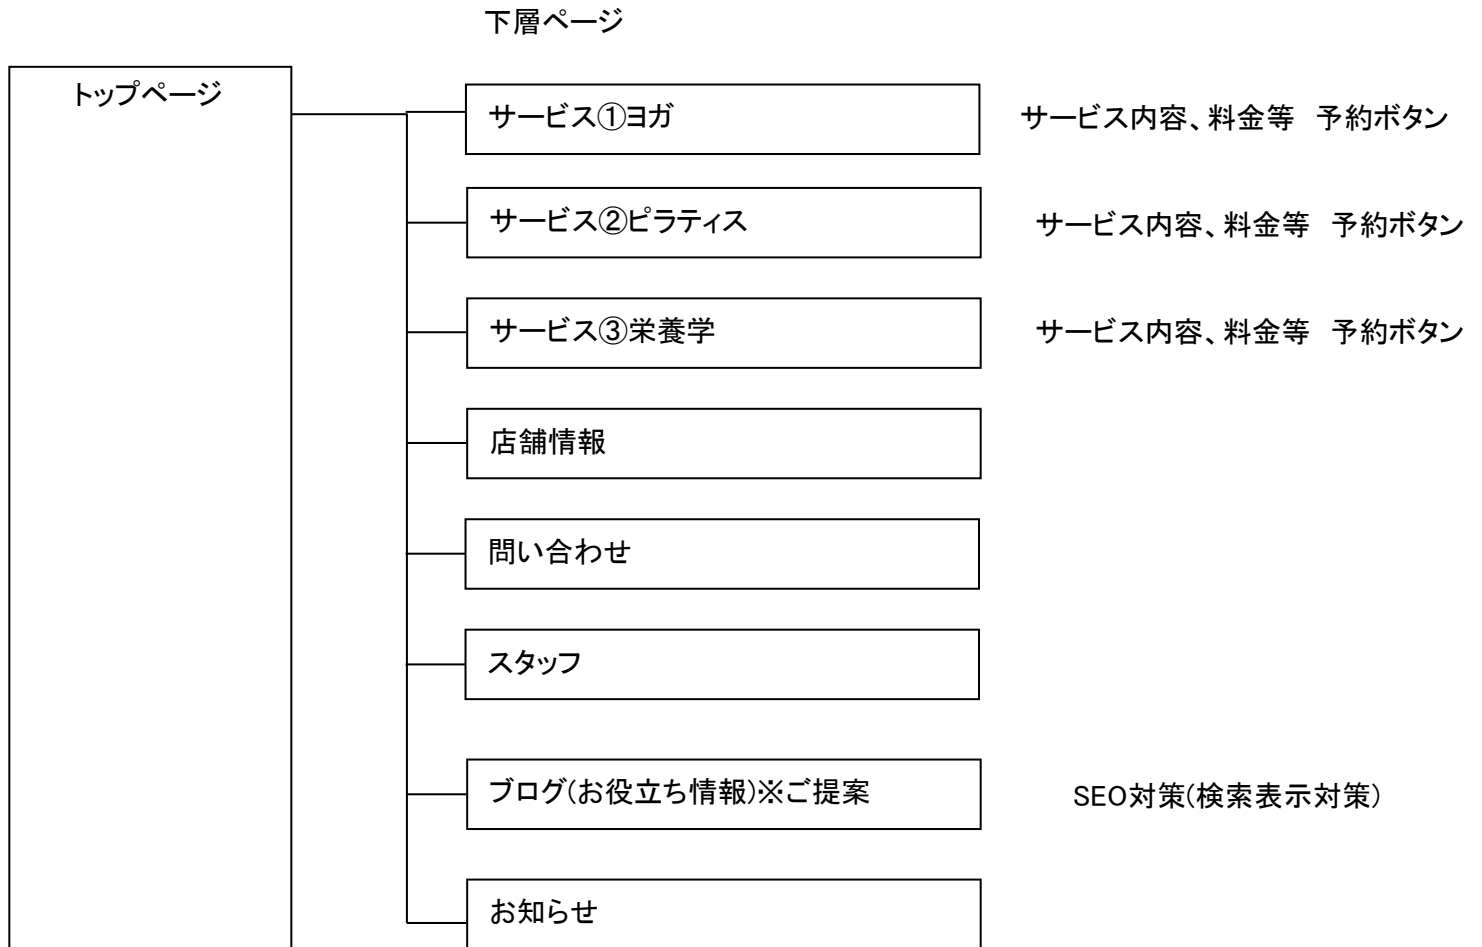 下層ページ
トップページ
サービス①ヨガ
サービス内容、料金等　予約ボタン
サービス②ピラティス
サービス内容、料金等　予約ボタン
サービス③栄養学
サービス内容、料金等　予約ボタン
店舗情報
問い合わせ
スタッフ
ブログ(お役立ち情報)※ご提案
SEO対策(検索表示対策)
お知らせ